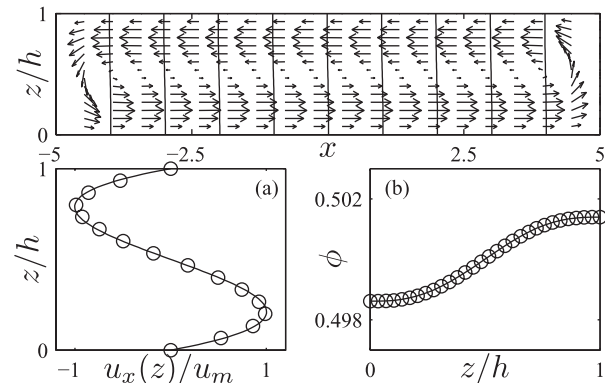 1
z/h
0
−5 −2.5 x 2.5 5
1 (a)
z/h
0
−1 1
u_x(z)/u_m
(b)
0.502
ϕ
0.498
0 1
z/h